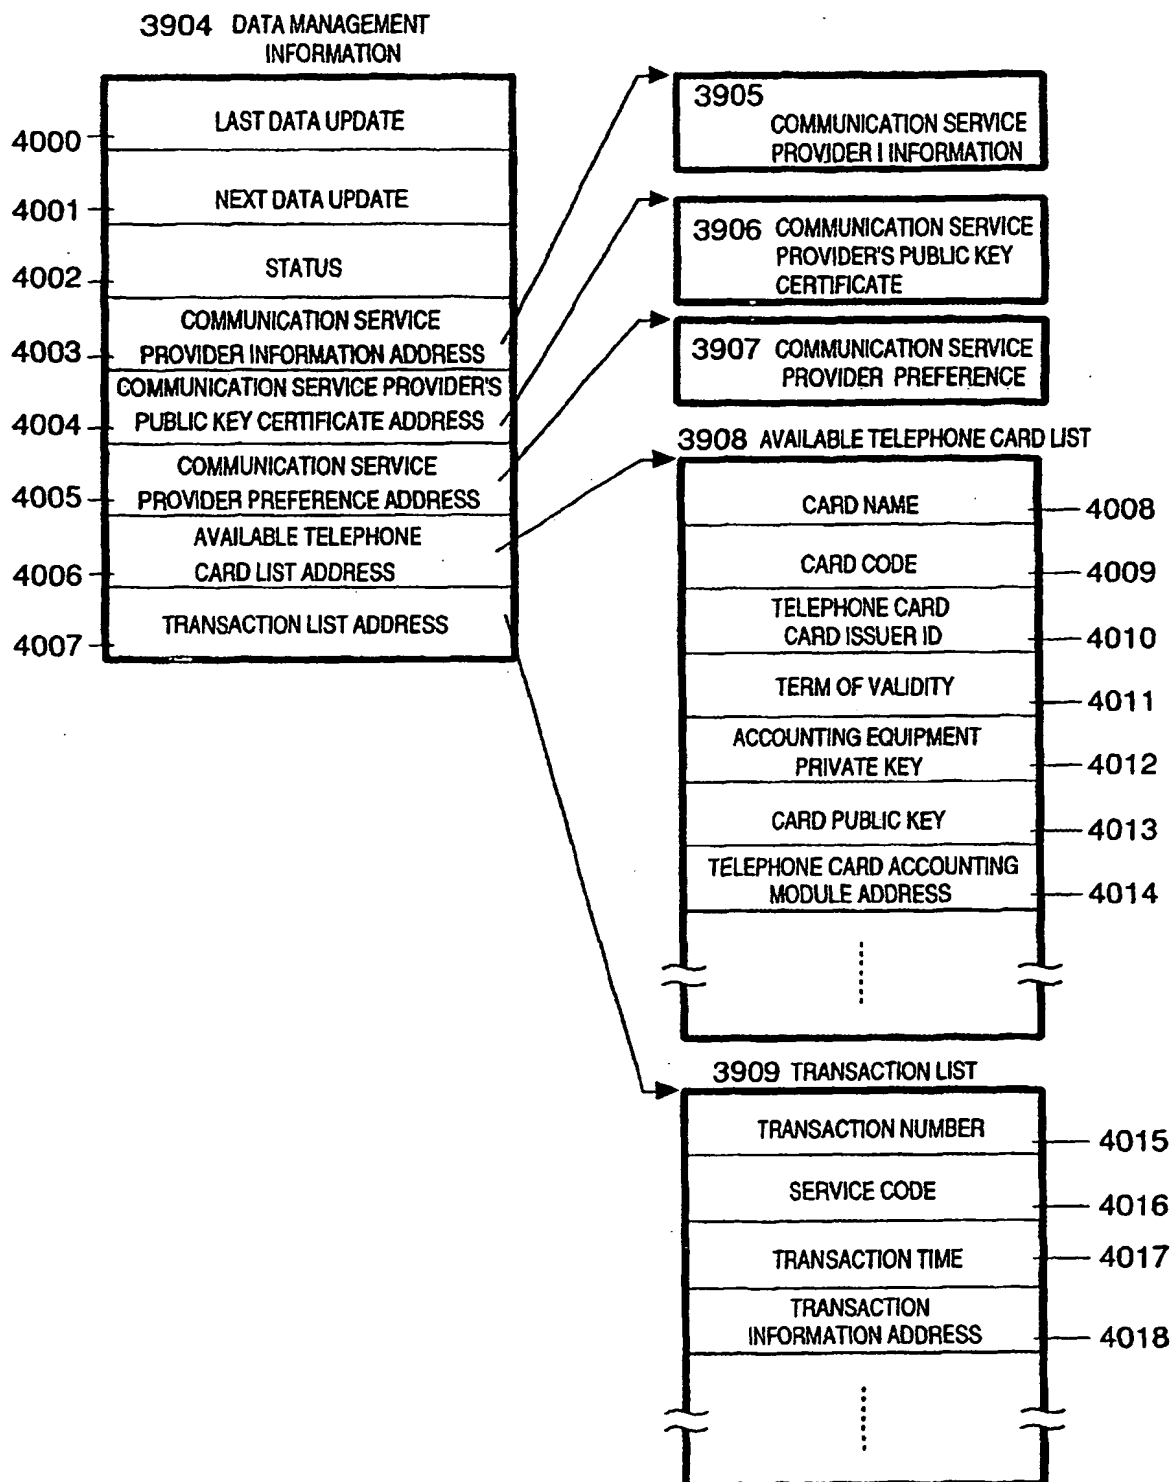 3904 DATA MANAGEMENT
INFORMATION
4000 LAST DATA UPDATE
4001 NEXT DATA UPDATE
4002 STATUS
COMMUNICATION SERVICE
4003 PROVIDER INFORMATION ADDRESS
COMMUNICATION SERVICE PROVIDER'S
4004 PUBLIC KEY CERTIFICATE ADDRESS
COMMUNICATION SERVICE
4005 PROVIDER PREFERENCE ADDRESS
AVAILABLE TELEPHONE
4006 CARD LIST ADDRESS
4007 TRANSACTION LIST ADDRESS
3905
COMMUNICATION SERVICE
PROVIDER I INFORMATION
3906 COMMUNICATION SERVICE
PROVIDER'S PUBLIC KEY
CERTIFICATE
3907 COMMUNICATION SERVICE
PROVIDER PREFERENCE
3908 AVAILABLE TELEPHONE CARD LIST
CARD NAME 4008
CARD CODE 4009
TELEPHONE CARD
CARD ISSUER ID 4010
TERM OF VALIDITY 4011
ACCOUNTING EQUIPMENT
PRIVATE KEY 4012
CARD PUBLIC KEY 4013
TELEPHONE CARD ACCOUNTING
MODULE ADDRESS 4014
3909 TRANSACTION LIST
TRANSACTION NUMBER 4015
SERVICE CODE 4016
TRANSACTION TIME 4017
TRANSACTION
INFORMATION ADDRESS 4018